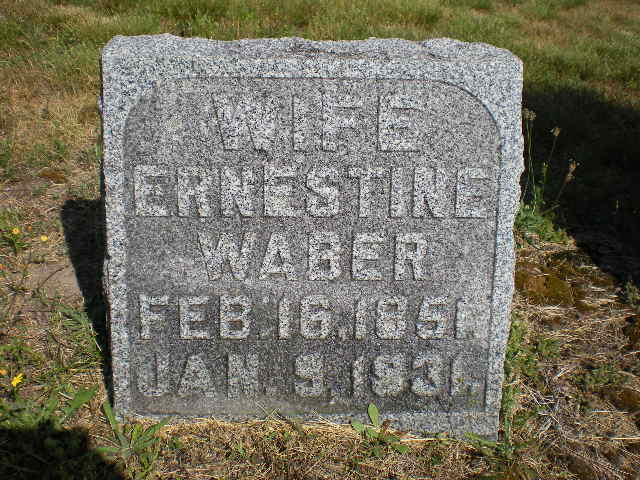 WIFE
ERNESTINE
WABER
FEB. 16, 1851.
JAN. 9, 1931.